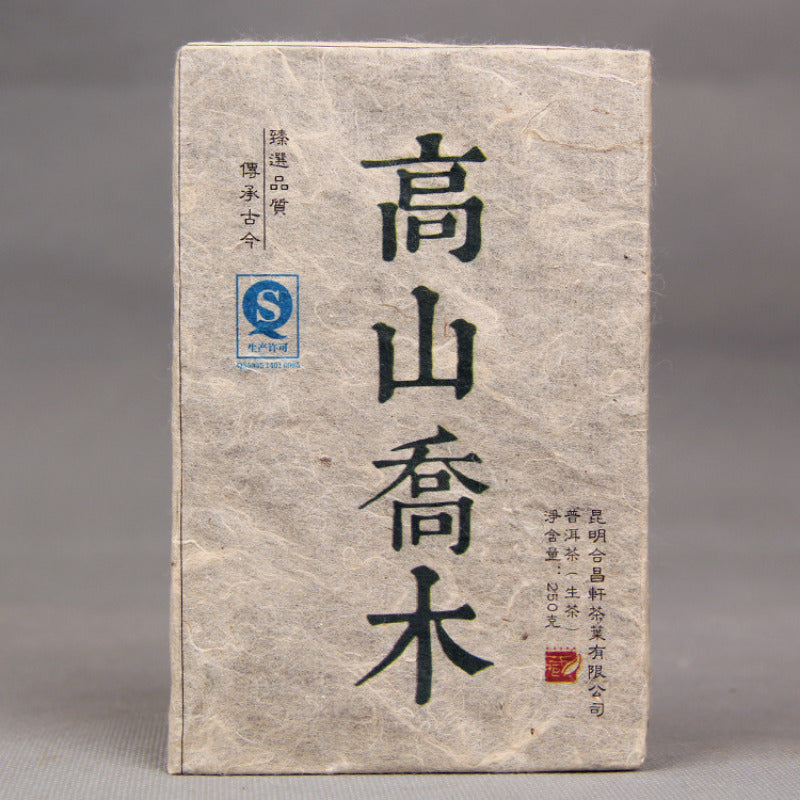 臻選品質
傳承古今
生产许可
高山喬木
昆明合昌軒茶業有限公司
普洱茶（生茶）
淨含量：250克